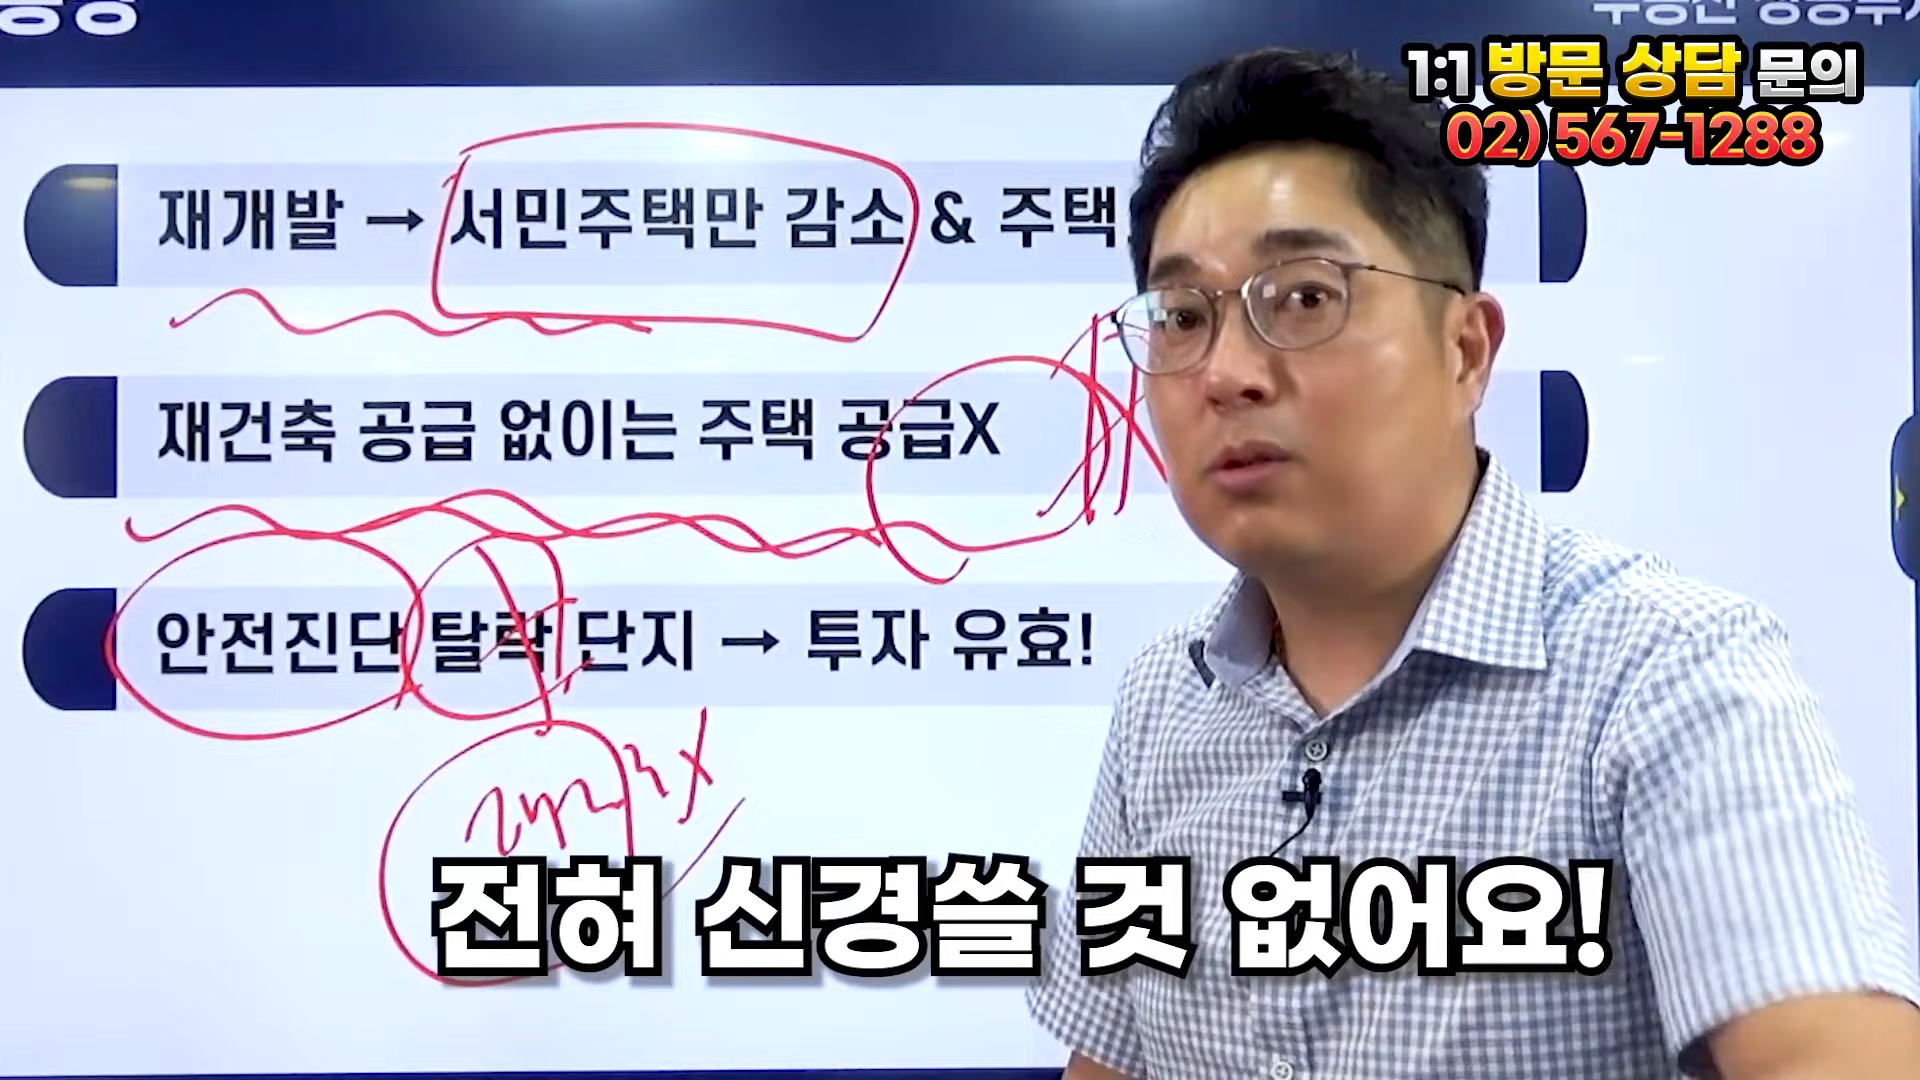 1:1 방문 상담 문의
02) 567-1288
재개발 → 서민주택만 감소 & 주택
재건축 공급 없이는 주택 공급X
안전진단 탈락 단지 → 투자 유효!
전혀 신경쓸 것 없어요!